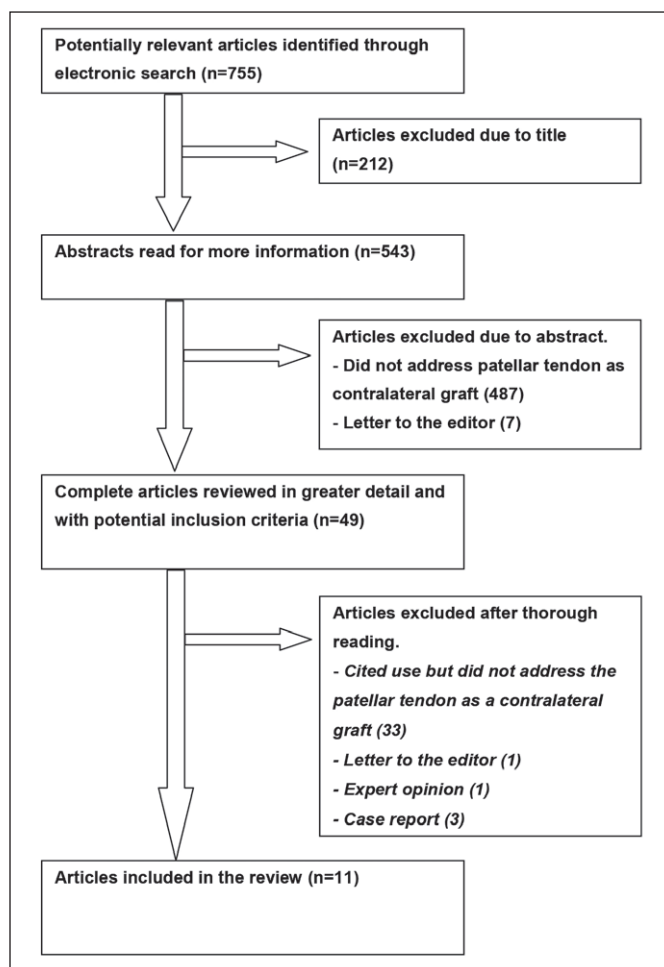 Potentially relevant articles identified through
electronic search (n=755)
Articles excluded due to title
(n=212)
Abstracts read for more information (n=543)
Articles excluded due to abstract.
- Did not address patellar tendon as
contralateral graft (487)
- Letter to the editor (7)
Complete articles reviewed in greater detail and
with potential inclusion criteria (n=49)
Articles excluded after thorough
reading.
- Cited use but did not address the
patellar tendon as a contralateral
graft (33)
- Letter to the editor (1)
- Expert opinion (1)
- Case report (3)
Articles included in the review (n=11)